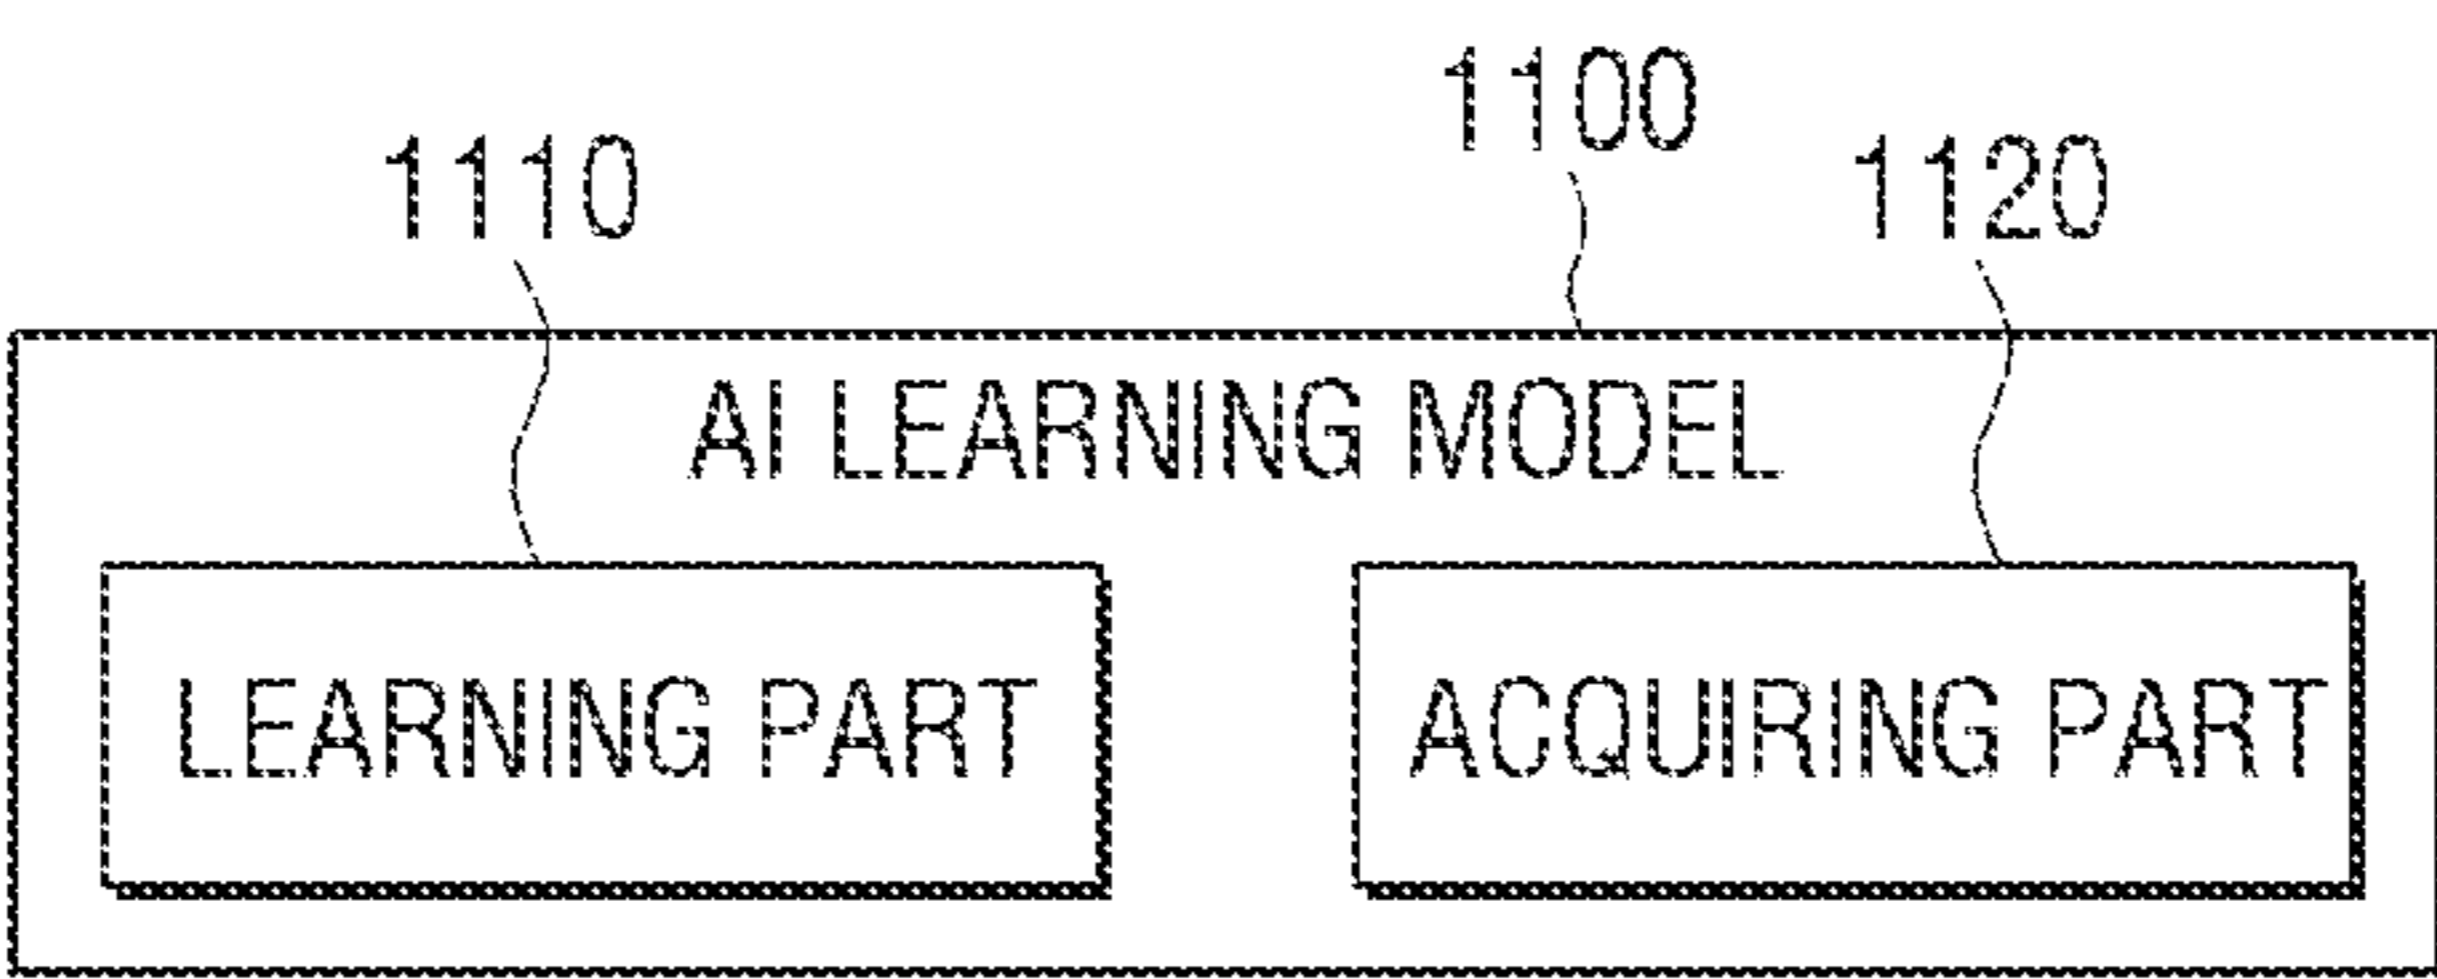 1100
1110
1120
AI LEARNING MODEL
LEARNING PART
ACQUIRING PART